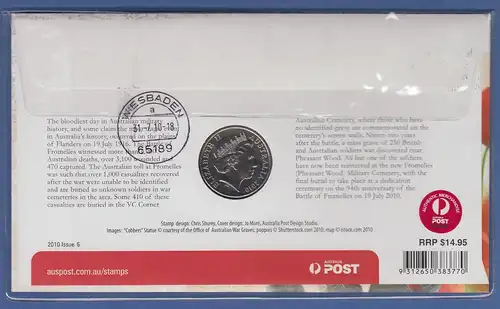 WIESBADEN
a
31.-7.10-18
65189
The bloodiest day in Australian military
history, and some claim the
in Australia's history, occurred on the plains
of Flanders on 19 July 1916. The
Fromelles witnessed more than
Australian deaths, over 3,100 wounded and
470 captured. The toll at Fromelles
was such that over 1,000 casualties recovered
after the war were unable to be identified
and are buried as unknown soldiers in war
cemeteries in the area. Some 410 of these
casualties are buried in the VC Corner
ELIZABETH II
AUSTRALIA 2010
Australian Cemetery, where those who have
no identified grave are commemorated on the
cemetery's screen walls. Ninety-two years
after the battle, a mass grave of 250 British
and Australian soldiers was discovered near
Pheasant Wood. All but one of the soldiers
have been reinterred at the new Fromelles
(Pheasant Wood) Military Cemetery, with the
final burial to take place at a dedication
ceremony on the 94th anniversary of the
Battle of Fromelles on 19 July 2010.
Stamp design: Chris Shurey, Cover design: Jo Muré, Australia Post Design Studio.
Images: "Cobbers" Statue © courtesy of the Office of Australian War Graves, poppies © Shutterstock.com 2010, map © istock.com 2010
AUTHENTIC MERCHANDISE
2010 Issue 6
RRP $14.95
auspost.com.au/stamps
AUSTRALIA
POST
9 312650 383770